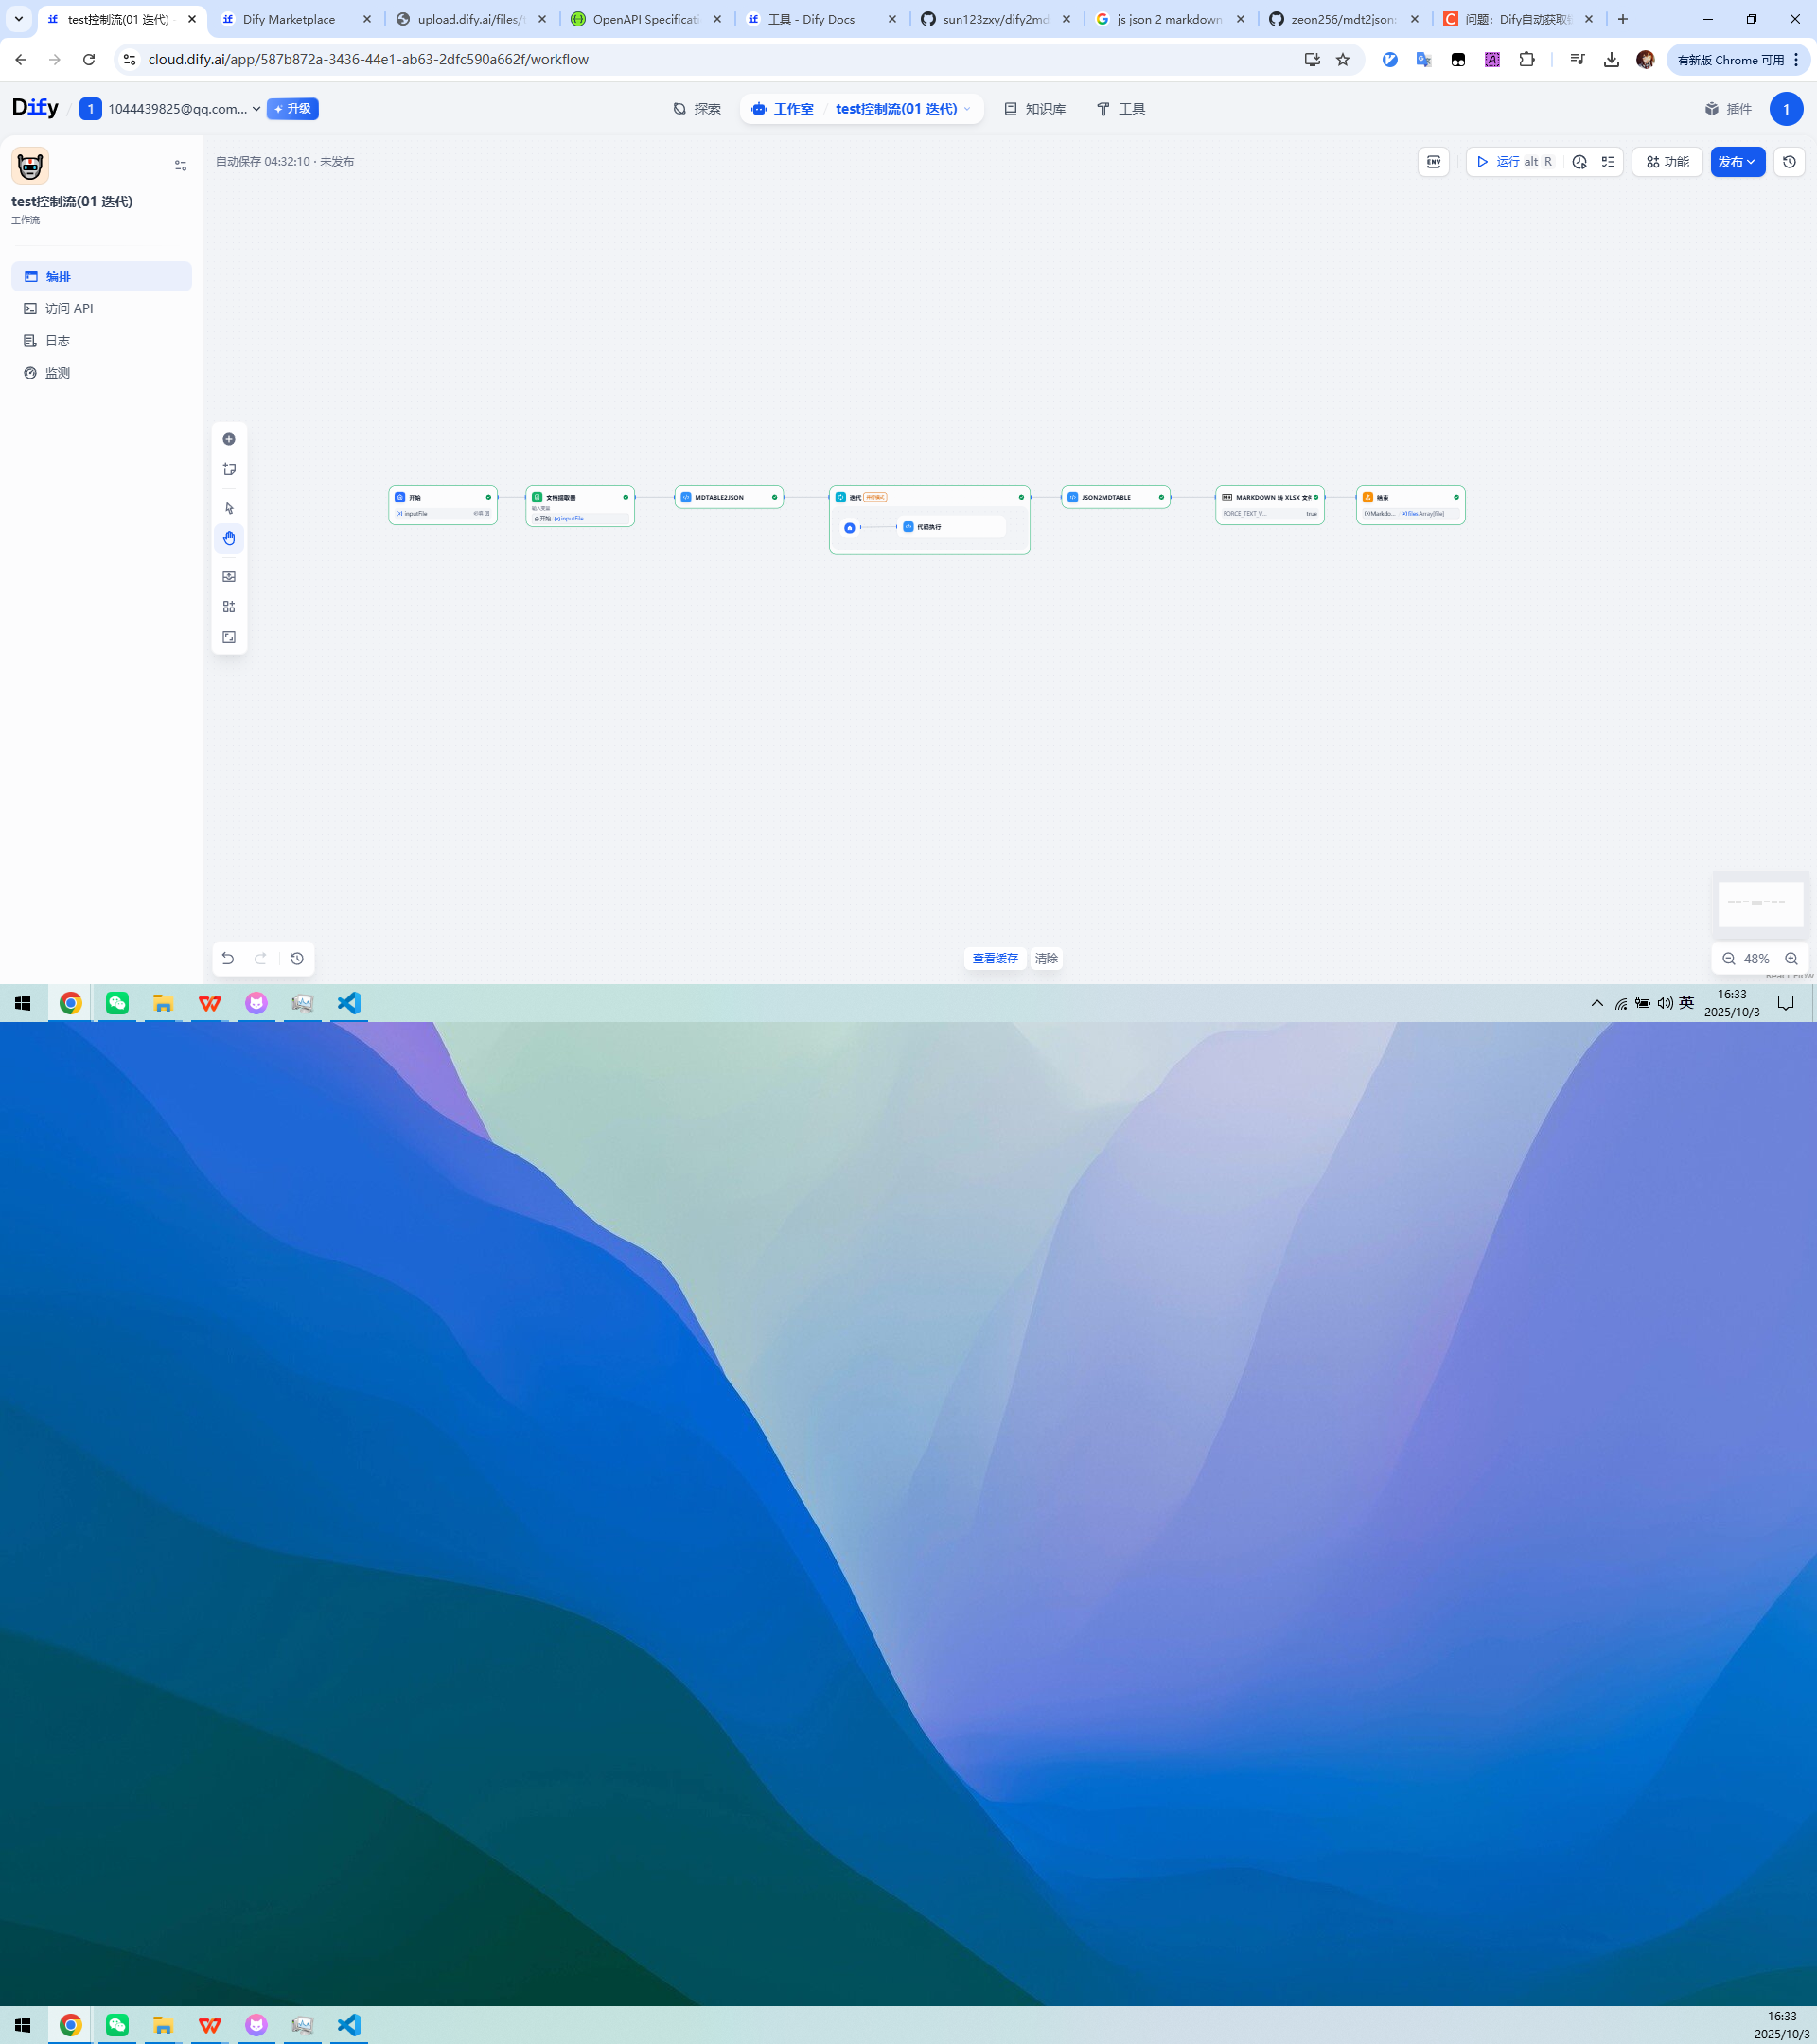 test控制流(01 迭代) -
Dify Marketplace
upload.dify.ai/files/t
OpenAPI Specificati
工具 - Dify Docs
sun123zxy/dify2md
js json 2 markdown
zeon256/mdt2json:
问题：Dify自动获取
cloud.dify.ai/app/587b872a-3436-44e1-ab63-2dfc590a662f/workflow
有新版 Chrome 可用
Dify
/
1
1044439825@qq.com...
升级
探索
工作室
/
test控制流(01 迭代)
知识库
工具
插件
1
test控制流(01 迭代)
工作流
编排
访问 API
日志
监测
自动保存 04:32:10 · 未发布
ENV
运行 alt R
功能
发布
开始
inputFile
文档提取器
输入变量
开始 {x} inputFile
MDTABLE2JSON
迭代
并行模式
代码执行
JSON2MDTABLE
MARKDOWN 转 XLSX 文件
FORCE_TEXT_V...
true
结束
Markdo...
{x} files Array[file]
查看缓存
清除
48%
React Flow
英
16:33
2025/10/3
16:33
2025/10/3